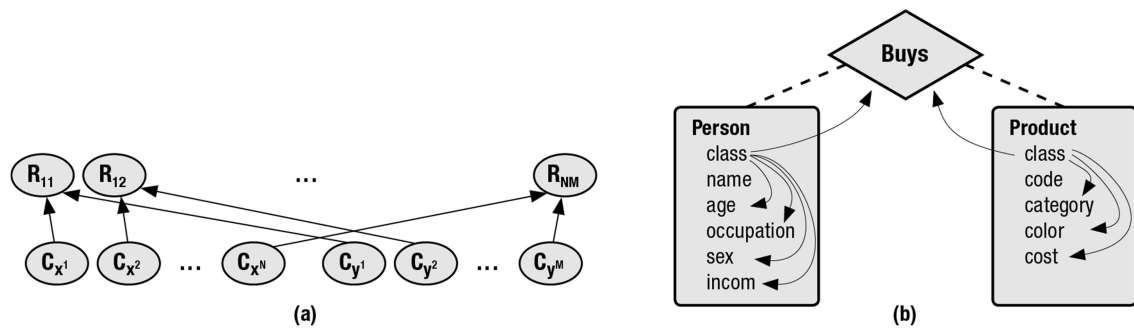 R11 R12 ... RNM
Cx1 Cx2 ... CxN Cy1 Cy2 ... CyM
(a)
Buys
Person
class
name
age
occupation
sex
incom
Product
class
code
category
color
cost
(b)